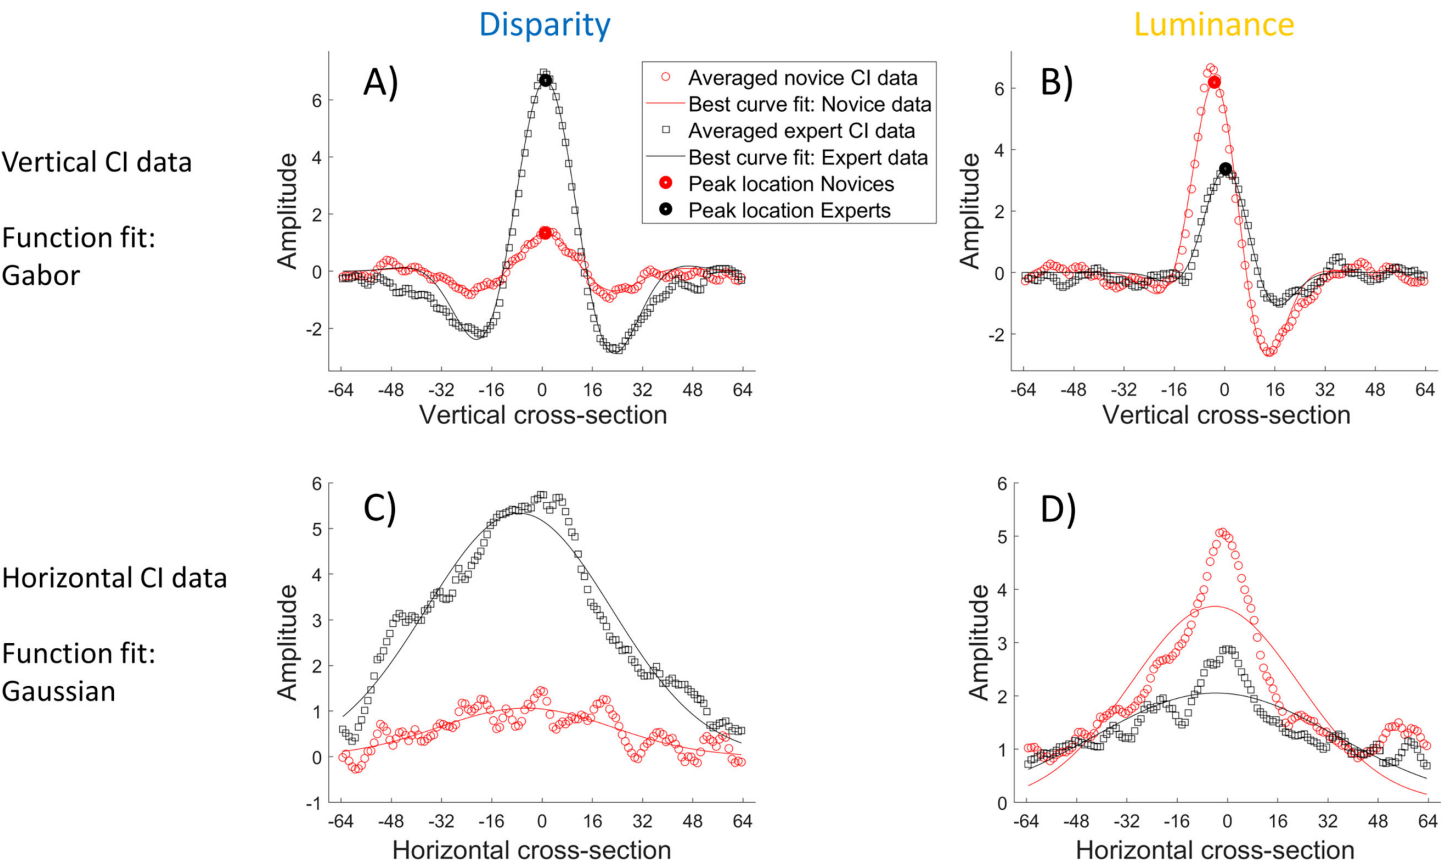 Disparity
Luminance
Vertical CI data
Function fit:
Gabor
A)
Amplitude
6
4
2
0
-2
-64 -48 -32 -16 0 16 32 48 64
Vertical cross-section
Averaged novice CI data
Best curve fit: Novice data
Averaged expert CI data
Best curve fit: Expert data
Peak location Novices
Peak location Experts
B)
Amplitude
6
4
2
0
-2
-64 -48 -32 -16 0 16 32 48 64
Vertical cross-section
Horizontal CI data
Function fit:
Gaussian
C)
Amplitude
6
5
4
3
2
1
0
-1
-64 -48 -32 -16 0 16 32 48 64
Horizontal cross-section
D)
Amplitude
6
5
4
3
2
1
0
-64 -48 -32 -16 0 16 32 48 64
Horizontal cross-section